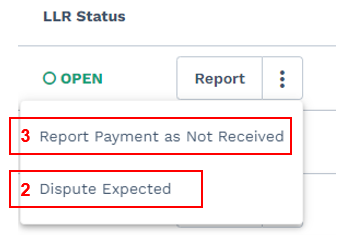 LLR Status
OPEN Report
3 Report Payment as Not Received
2 Dispute Expected